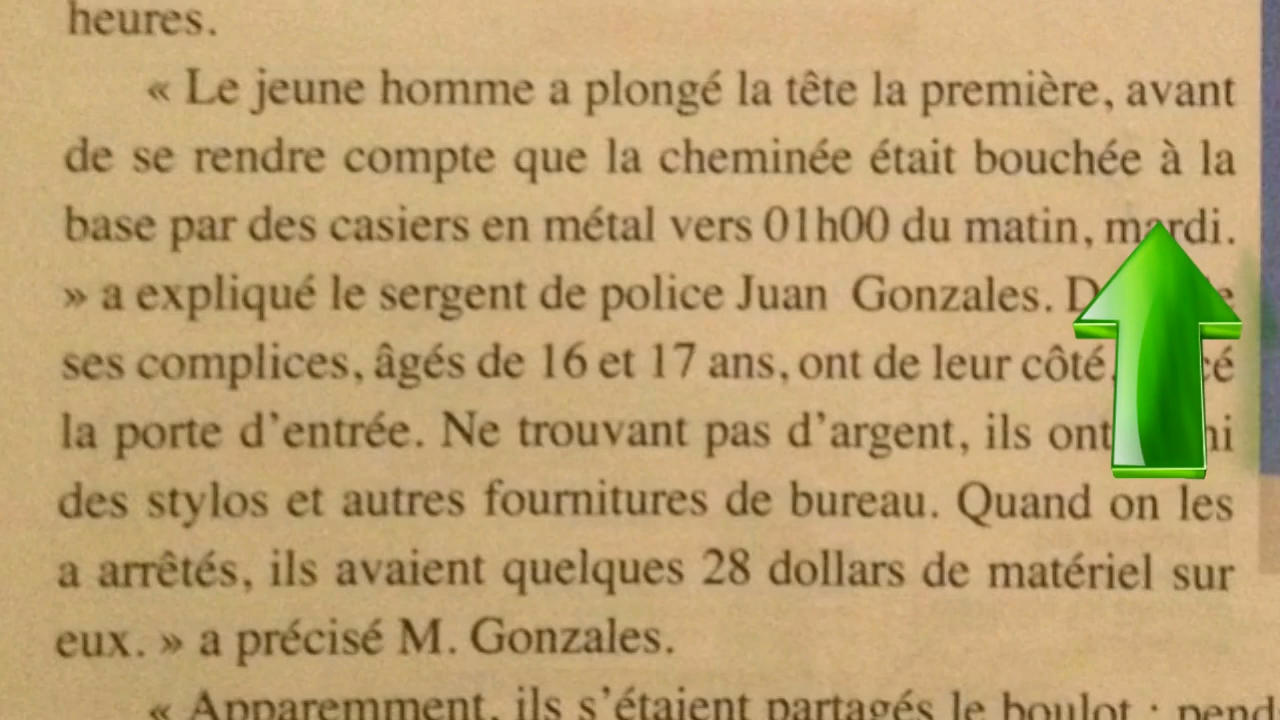 heures.
« Le jeune homme a plongé la tête la première, avant
de se rendre compte que la cheminée était bouchée à la
base par des casiers en métal vers 01h00 du matin, mardi.
» a expliqué le sergent de police Juan Gonzales.
ses complices, âgés de 16 et 17 ans, ont de leur côté
la porte d’entrée. Ne trouvant pas d’argent, ils ont
des stylos et autres fournitures de bureau. Quand on les
a arrêtés, ils avaient quelques 28 dollars de matériel sur
eux. » a précisé M. Gonzales.
« Apparemment, ils s’étaient partagés le boulot : pend